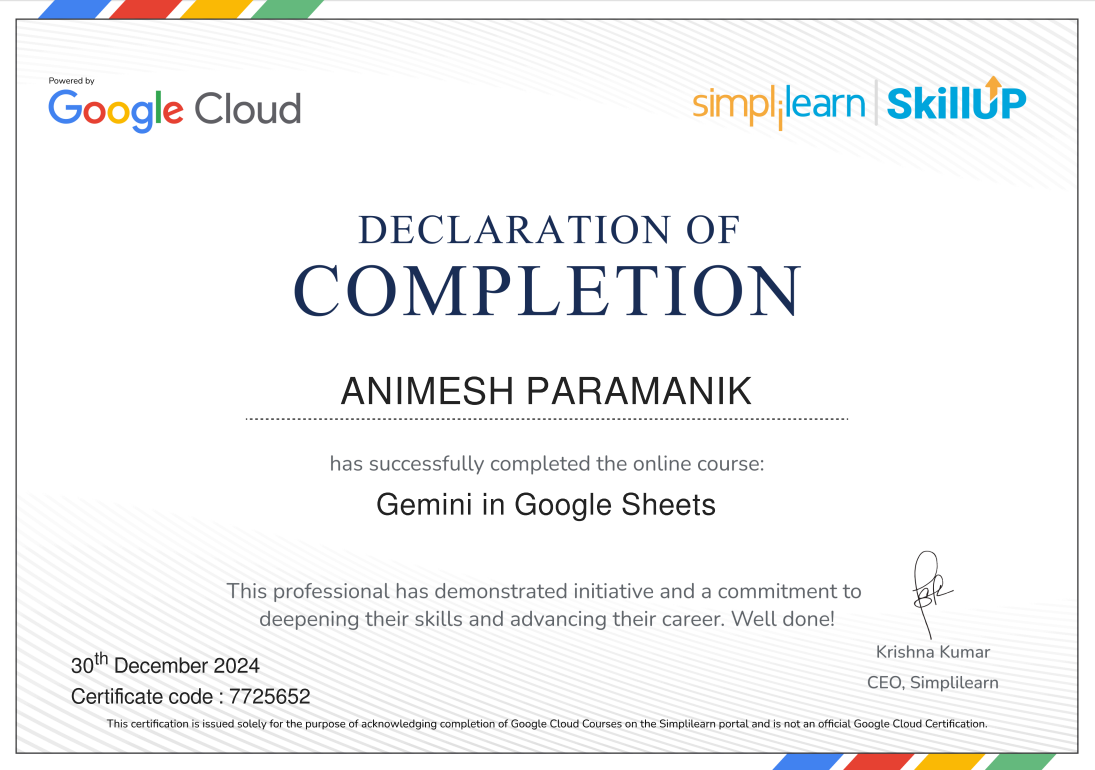 Powered by
Google Cloud
simplilearn | SkillUP
DECLARATION OF
COMPLETION
ANIMESH PARAMANIK
has successfully completed the online course:
Gemini in Google Sheets
This professional has demonstrated initiative and a commitment to
deepening their skills and advancing their career. Well done!
Krishna Kumar
CEO, Simplilearn
30th December 2024
Certificate code : 7725652
This certification is issued solely for the purpose of acknowledging completion of Google Cloud Courses on the Simplilearn portal and is not an official Google Cloud Certification.